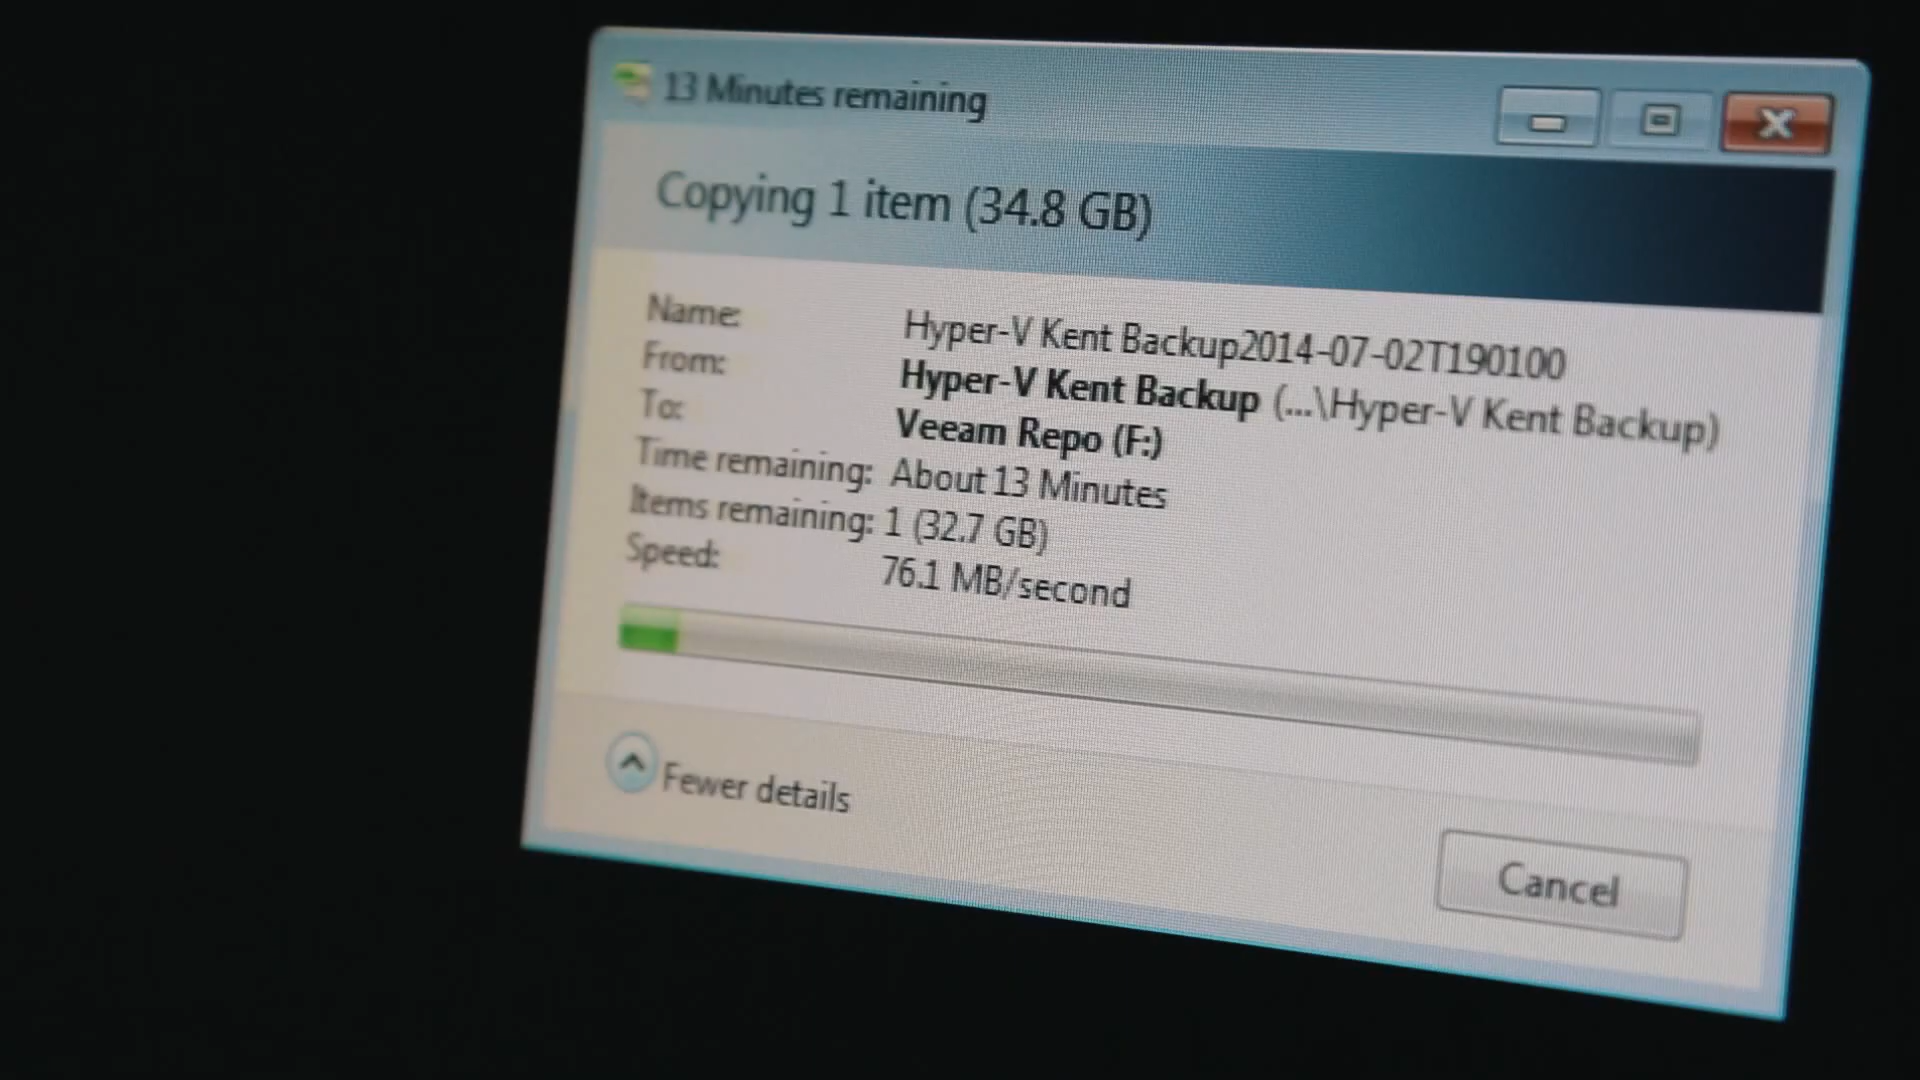 13 Minutes remaining
Copying 1 item (34.8 GB)
Name: Hyper-V Kent Backup2014-07-02T190100
From: Hyper-V Kent Backup (...\Hyper-V Kent Backup)
To: Veeam Repo (F:)
Time remaining: About 13 Minutes
Items remaining: 1 (32.7 GB)
Speed: 76.1 MB/second
Fewer details
Cancel